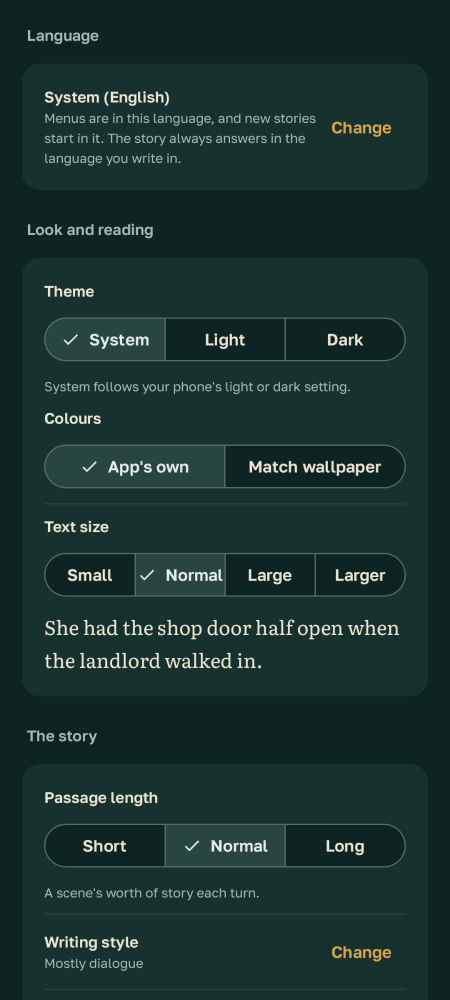 Language
System (English)
Menus are in this language, and new stories
start in it. The story always answers in the
language you write in.
Change
Look and reading
Theme
System
Light
Dark
System follows your phone's light or dark setting.
Colours
App's own
Match wallpaper
Text size
Small
Normal
Large
Larger
She had the shop door half open when
the landlord walked in.
The story
Passage length
Short
Normal
Long
A scene's worth of story each turn.
Writing style
Mostly dialogue
Change